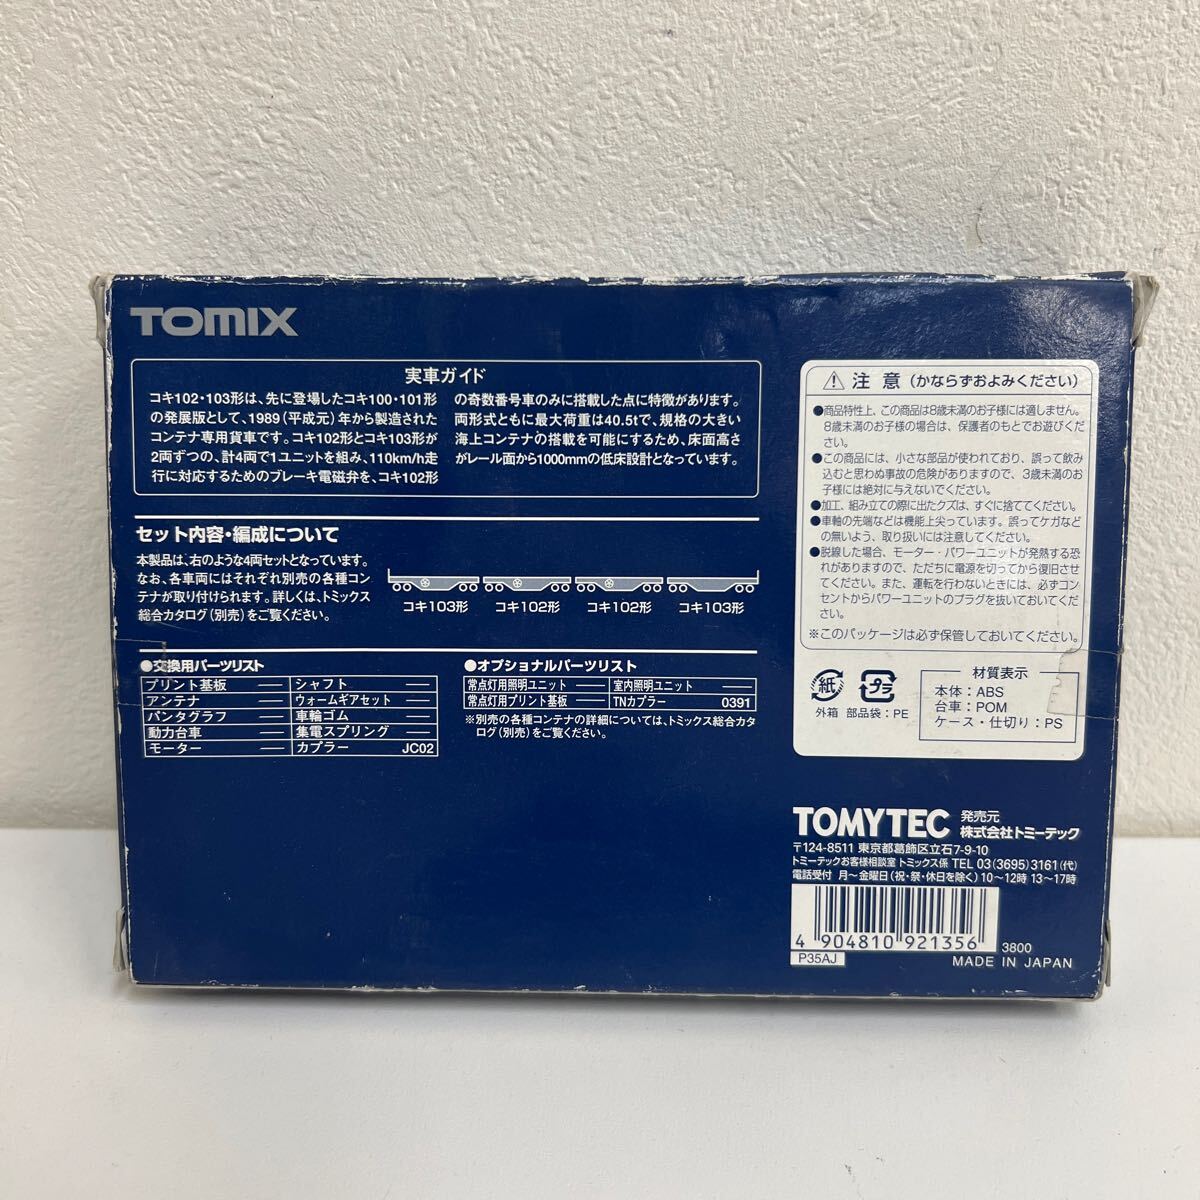 TOMIX
実車ガイド
コキ102・103形は、先に登場したコキ100・101形
の発展版として、1989(平成元)年から製造された
コンテナ専用貨車です。コキ102形とコキ103形が
2両ずつの、計4両で1ユニットを組み、110km/h走
行に対応するためのブレーキ電磁弁を、コキ102形
の奇数番号車のみに搭載した点に特徴があります。
両形式ともに最大荷重は40.5tで、規格の大きい
海上コンテナの搭載を可能にするため、床面高さ
がレール面から1000mmの低床設計となっています。
セット内容・編成について
本製品は、右のような4両セットとなっています。
なお、各車両にはそれぞれ別売の各種コン
テナが取り付けられます。詳しくは、トミックス
総合カタログ(別売)をご覧ください。
コキ103形 コキ102形 コキ102形 コキ103形
●交換用パーツリスト
プリント基板 ── シャフト ──
アンテナ ── ウォームギアセット ──
パンタグラフ ── 車輪ゴム ──
動力台車 ── 集電スプリング ──
モーター ── カプラー JC02
●オプショナルパーツリスト
常点灯用照明ユニット ── 室内照明ユニット ──
常点灯用プリント基板 ── TNカプラー 0391
※別売の各種コンテナの詳細については、トミックス総合カタ
ログ(別売)をご覧ください。
⚠ 注意 (かならずおよみください)
●商品特性上、この商品は8歳未満のお子様には適しません。
8歳未満のお子様の場合は、保護者のもとでお遊びくだ
さい。
●この商品には、小さな部品が使われており、誤って飲み
込むと思わぬ事故の危険がありますので、3歳未満のお
子様には絶対に与えないでください。
●加工、組み立ての際に出たクズは、すぐに捨ててください。
●車軸の先端などは機能上尖っています。誤ってケガなど
の無いよう、取り扱いには注意してください。
●脱線した場合、モーター・パワーユニットが発熱する恐
れがありますので、ただちに電源を切ってから復旧させ
てください。また、運転を行わないときには、必ずコン
セントからパワーユニットのプラグを抜いておいてくださ
い。
※このパッケージは必ず保管しておいてください。
紙
外箱
プラ
部品袋：PE
材質表示
本体：ABS
台車：POM
ケース・仕切り：PS
TOMYTEC 発売元
株式会社トミーテック
〒124-8511 東京都葛飾区立石7-9-10
トミーテックお客様相談室 トミックス係 TEL 03(3695)3161(代)
電話受付 月〜金曜日(祝・祭・休日を除く)10〜12時 13〜17時
4 904810 921356
3800
P35AJ
MADE IN JAPAN